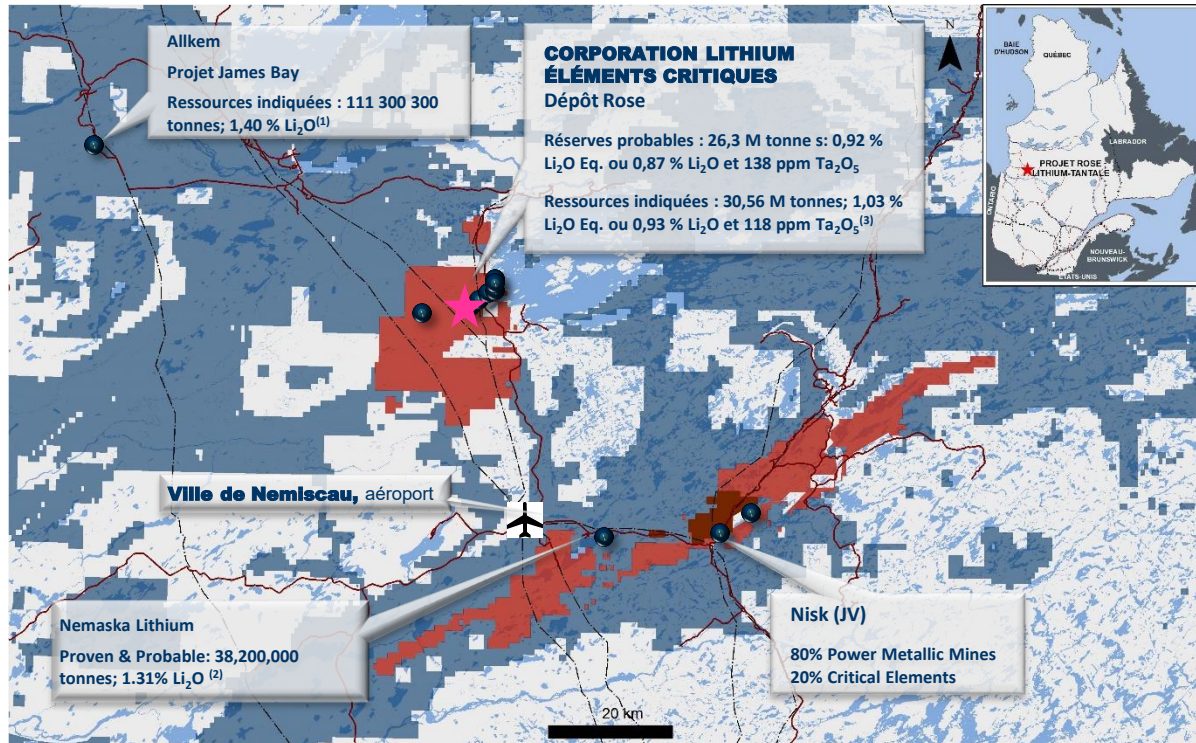 Allkem
Projet James Bay
Ressources indiquées : 111 300 300
tonnes; 1,40 % Li₂O⁽¹⁾
CORPORATION LITHIUM
ÉLÉMENTS CRITIQUES
Dépôt Rose
Réserves probables : 26,3 M tonne s: 0,92 %
Li₂O Eq. ou 0,87 % Li₂O et 138 ppm Ta₂O₅
Ressources indiquées : 30,56 M tonnes; 1,03 %
Li₂O Eq. ou 0,93 % Li₂O et 118 ppm Ta₂O₅⁽³⁾
N
BAIE
D'HUDSON
QUÉBEC
LABRADOR
PROJET ROSE
LITHIUM-TANTALE
ONTARIO
NOUVEAU-
BRUNSWICK
ÉTATS-UNIS
Ville de Nemiscau, aéroport
Nemaska Lithium
Proven & Probable: 38,200,000
tonnes; 1.31% Li₂O ⁽²⁾
Nisk (JV)
80% Power Metallic Mines
20% Critical Elements
20 km